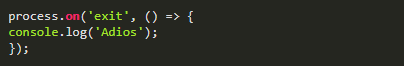 process.on('exit', () => {
console.log('Adios');
});